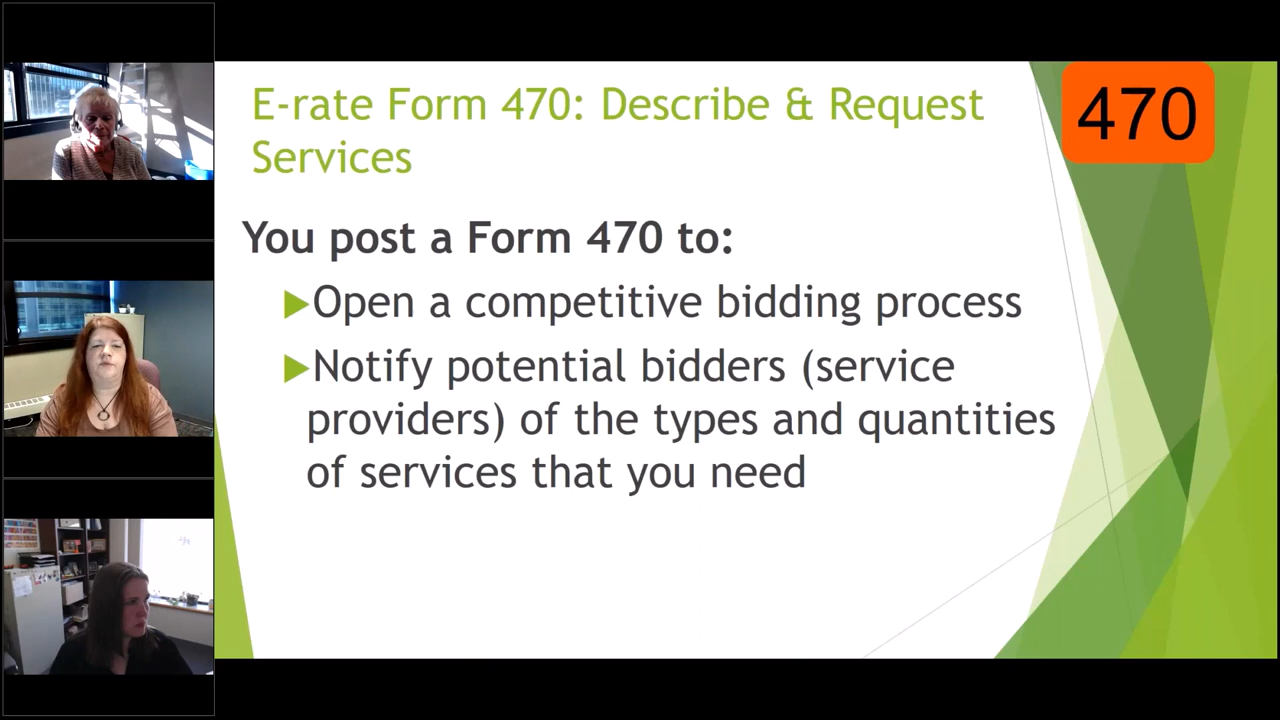 E-rate Form 470: Describe & Request
Services
470
You post a Form 470 to:
Open a competitive bidding process
Notify potential bidders (service
providers) of the types and quantities
of services that you need